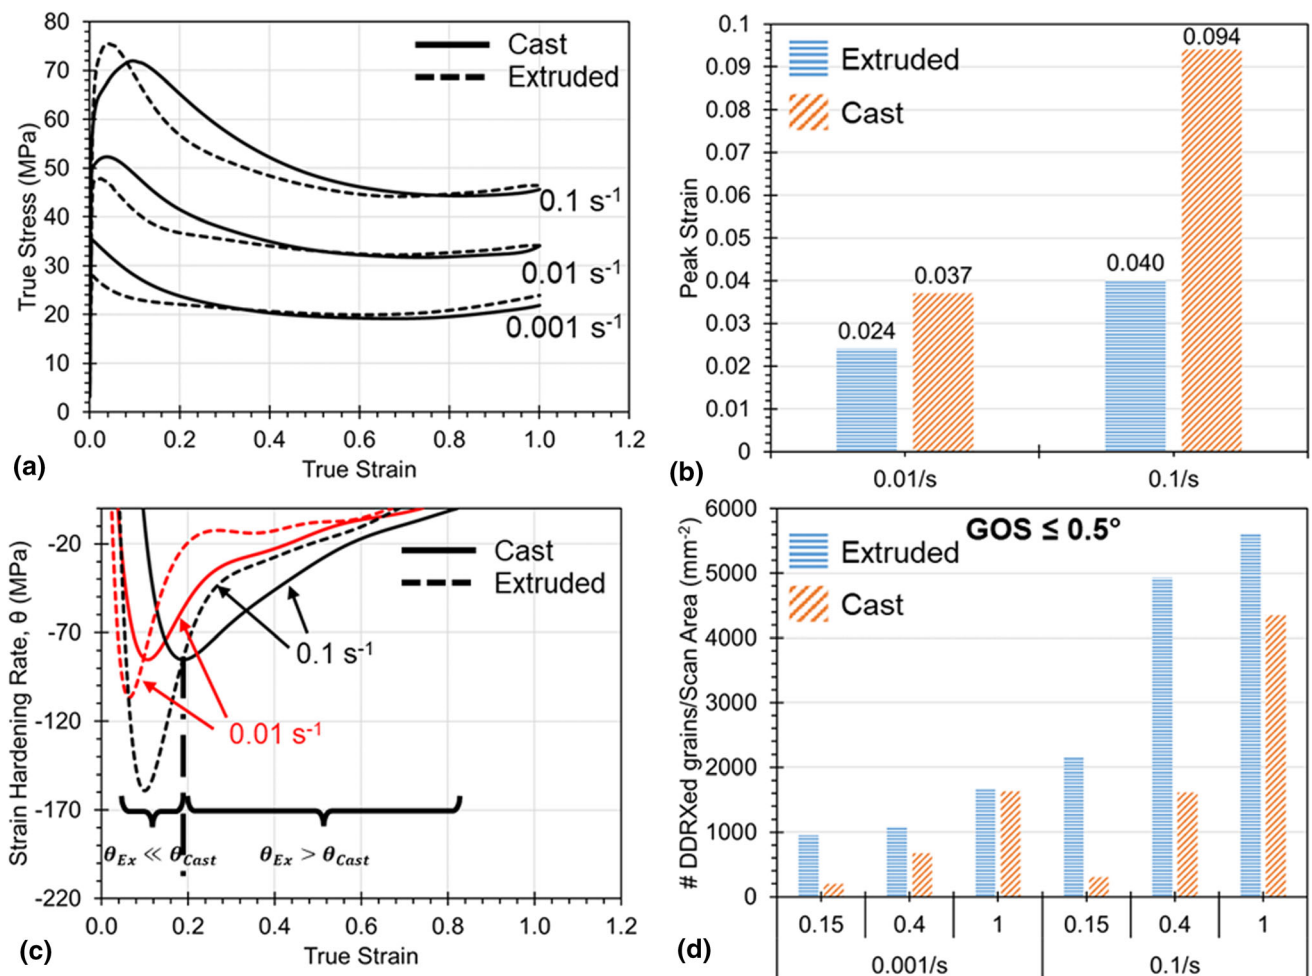 80
70
60
50
40
30
20
10
0
True Stress (MPa)
Cast
Extruded
0.1 s⁻¹
0.01 s⁻¹
0.001 s⁻¹
0.0 0.2 0.4 0.6 0.8 1.0 1.2
True Strain
(a)
0.1
0.09
0.08
0.07
0.06
0.05
0.04
0.03
0.02
0.01
0
Peak Strain
Extruded
Cast
0.024
0.037
0.040
0.094
0.01/s 0.1/s
(b)
-20
-70
-120
-170
-220
Strain Hardening Rate, θ (MPa)
Cast
Extruded
0.1 s⁻¹
0.01 s⁻¹
θEx ≪ θCast
θEx > θCast
0.0 0.2 0.4 0.6 0.8 1.0 1.2
True Strain
(c)
6000
5000
4000
3000
2000
1000
0
# DDRXed grains/Scan Area (mm⁻²)
GOS ≤ 0.5°
Extruded
Cast
0.15 0.4 1 0.15 0.4 1
0.001/s 0.1/s
(d)